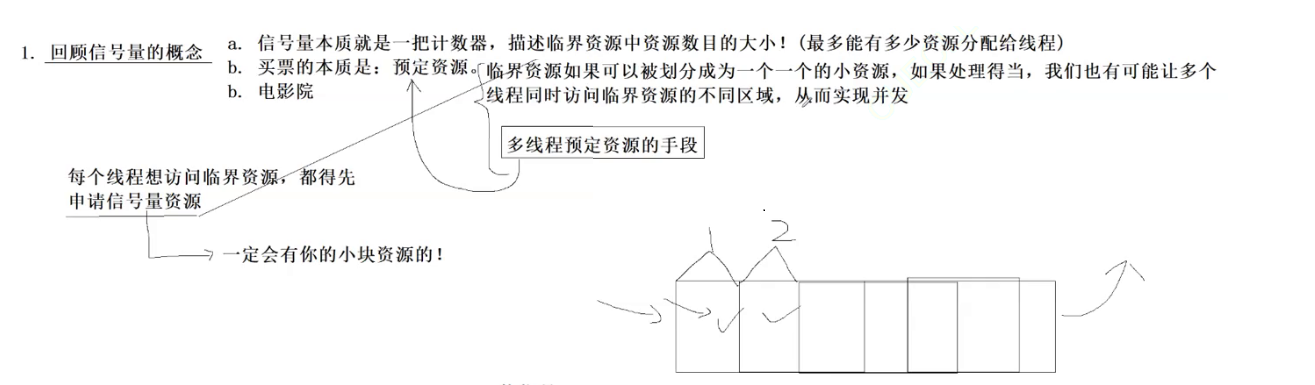 1. 回顾信号量的概念
a. 信号量本质就是一把计数器，描述临界资源中资源数目的大小！(最多能有多少资源分配给线程)
b. 买票的本质是：预定资源。
b. 电影院
临界资源如果可以被划分成为一个一个的小资源，如果处理得当，我们也有可能让多个
线程同时访问临界资源的不同区域，从而实现并发
多线程预定资源的手段
每个线程想访问临界资源，都得先
申请信号量资源
一定会有你的小块资源的！
1 2